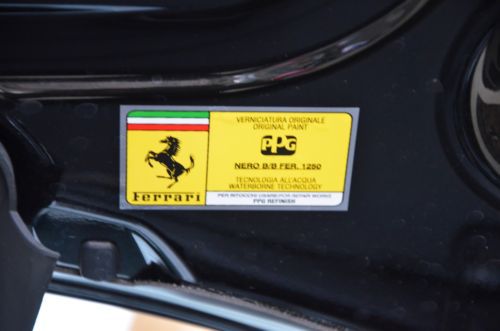 VERNICIATURA ORIGINALE
ORIGINAL PAINT
PPG
NERO B/B FER. 1250
TECNOLOGIA ALL'ACQUA
WATERBORNE TECHNOLOGY
PER RITOCCHI USARE/FOR REPAIR WORKS
PPG REFINISH
Ferrari